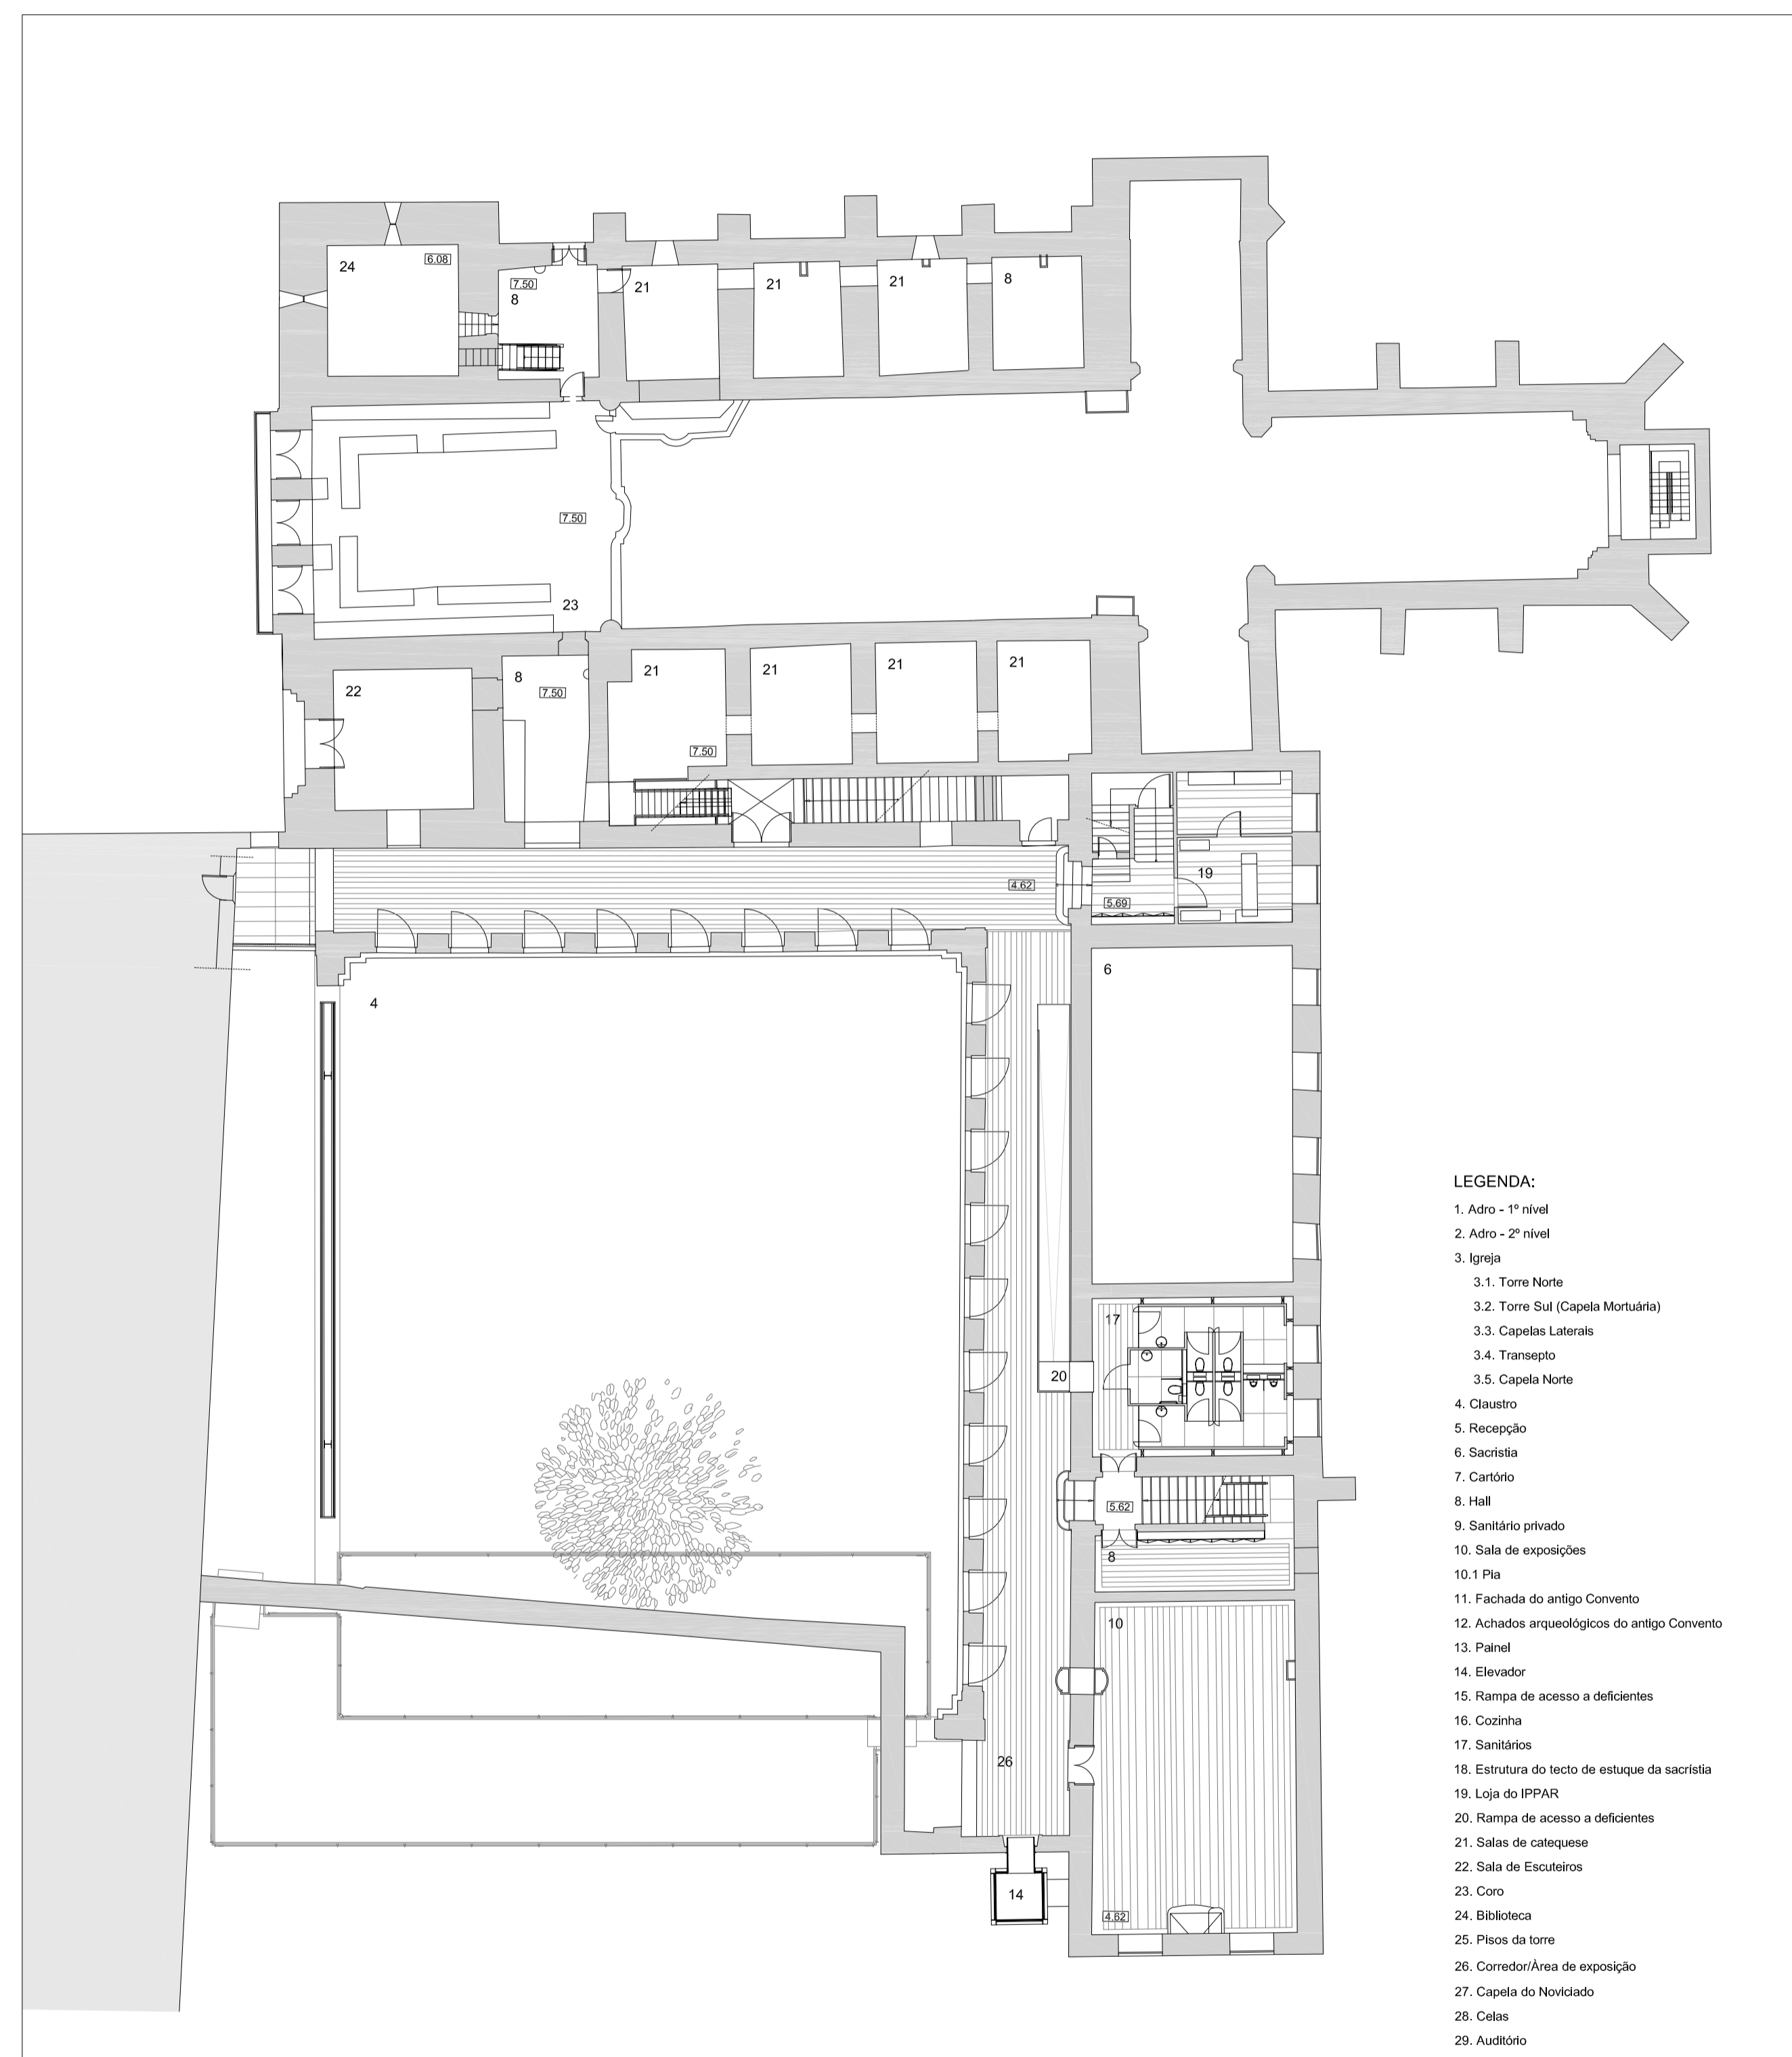 24
6.08
7.50
8
21
21
21
8
7.50
23
22
8
7.50
21
21
21
21
7.50
4.62
5.69
19
6
4
17
20
5.62
8
10
26
14
4.62
LEGENDA:
1. Adro - 1º nível
2. Adro - 2º nível
3. Igreja
3.1. Torre Norte
3.2. Torre Sul (Capela Mortuária)
3.3. Capelas Laterais
3.4. Transepto
3.5. Capela Norte
4. Claustro
5. Recepção
6. Sacristia
7. Cartório
8. Hall
9. Sanitário privado
10. Sala de exposições
10.1 Pia
11. Fachada do antigo Convento
12. Achados arqueológicos do antigo Convento
13. Painel
14. Elevador
15. Rampa de acesso a deficientes
16. Cozinha
17. Sanitários
18. Estrutura do tecto de estuque da sacrístia
19. Loja do IPPAR
20. Rampa de acesso a deficientes
21. Salas de catequese
22. Sala de Escuteiros
23. Coro
24. Biblioteca
25. Pisos da torre
26. Corredor/Àrea de exposição
27. Capela do Noviciado
28. Celas
29. Auditório